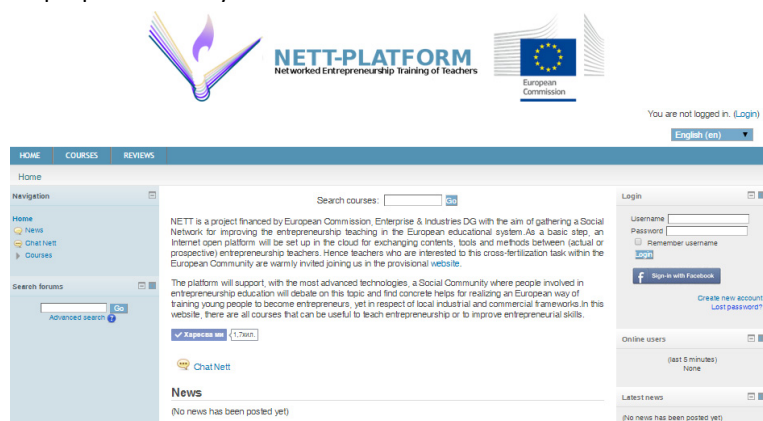 NETT-PLATFORM
Networked Entrepreneurship Training of Teachers
European
Commission
You are not logged in. (Login)
English (en)
HOME COURSES REVIEWS
Home
Navigation
Home
News
Chat Nett
Courses
Search forums
Go
Advanced search
Search courses: Go
NETT is a project financed by European Commission, Enterprise & Industries DG with the aim of gathering a Social
Network for improving the entrepreneurship teaching in the European educational system.As a basic step, an
Internet open platform will be set up in the cloud for exchanging contents, tools and methods between (actual or
prospective) entrepreneurship teachers. Hence teachers who are interested to this cross-fertilization task within the
European Community are warmly invited joining us in the provisional website.
The platform will support, with the most advanced technologies, a Social Community where people involved in
entrepreneurship education will debate on this topic and find concrete helps for realizing an European way of
training young people to become entrepreneurs, yet in respect of local industrial and commercial frameworks.In this
website, there are all courses that can be useful to teach entrepreneurship or to improve entrepreneurial skills.
Харесва ми 1,7хил.
Chat Nett
News
(No news has been posted yet)
Login
Username
Password
Remember username
Login
Sign-in with Facebook
Create new account
Lost password?
Online users
(last 5 minutes)
None
Latest news
(No news has been posted yet)